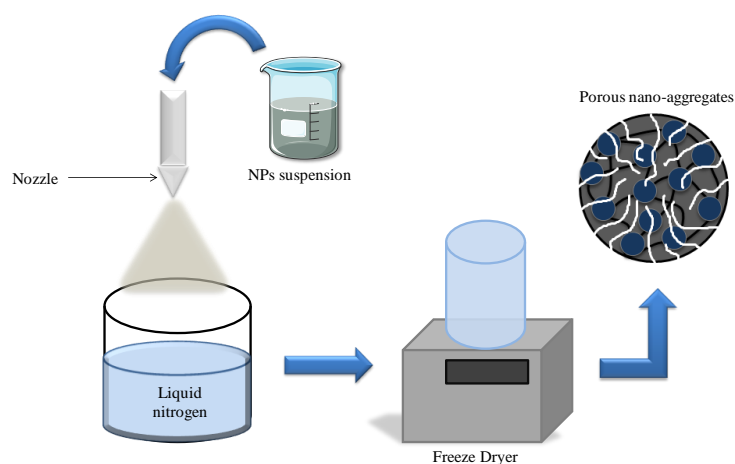 Porous nano-aggregates
Nozzle
NPs suspension
Liquid
nitrogen
Freeze Dryer